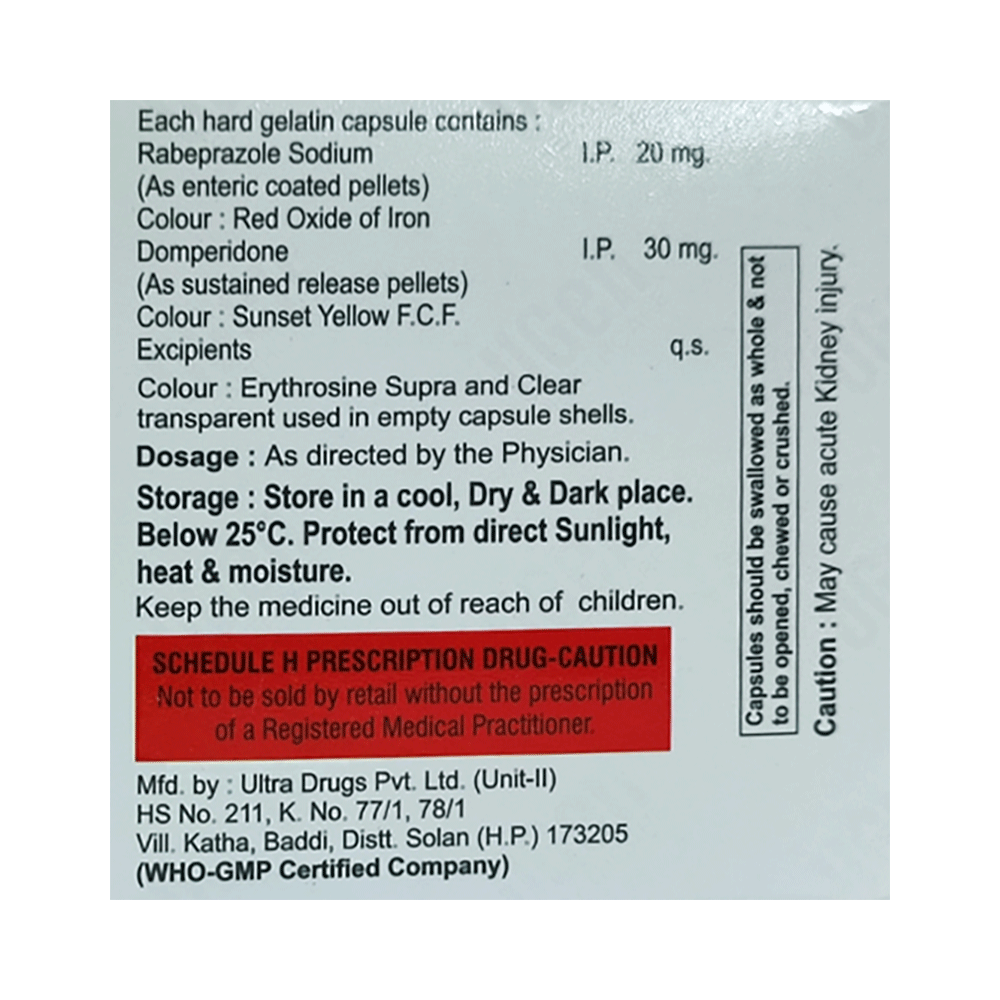 Each hard gelatin capsule contains :
Rabeprazole Sodium I.P. 20 mg.
(As enteric coated pellets)
Colour : Red Oxide of Iron
Domperidone I.P. 30 mg.
(As sustained release pellets)
Colour : Sunset Yellow F.C.F.
Excipients q.s.
Colour : Erythrosine Supra and Clear
transparent used in empty capsule shells.
Dosage : As directed by the Physician.
Storage : Store in a cool, Dry & Dark place.
Below 25°C. Protect from direct Sunlight,
heat & moisture.
Keep the medicine out of reach of children.
SCHEDULE H PRESCRIPTION DRUG-CAUTION
Not to be sold by retail without the prescription
of a Registered Medical Practitioner.
Mfd. by : Ultra Drugs Pvt. Ltd. (Unit-II)
HS No. 211, K. No. 77/1, 78/1
Vill. Katha, Baddi, Distt. Solan (H.P.) 173205
(WHO-GMP Certified Company)
Capsules should be swallowed as whole & not
to be opened, chewed or crushed.
Caution : May cause acute Kidney injury.